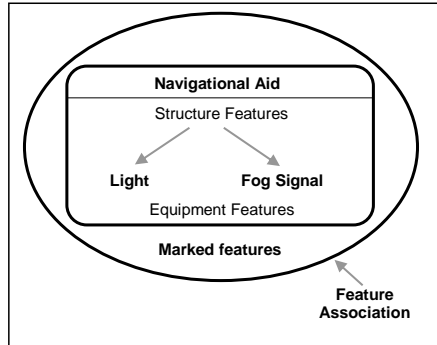 Navigational Aid
Structure Features
Light Fog Signal
Equipment Features
Marked features
Feature
Association